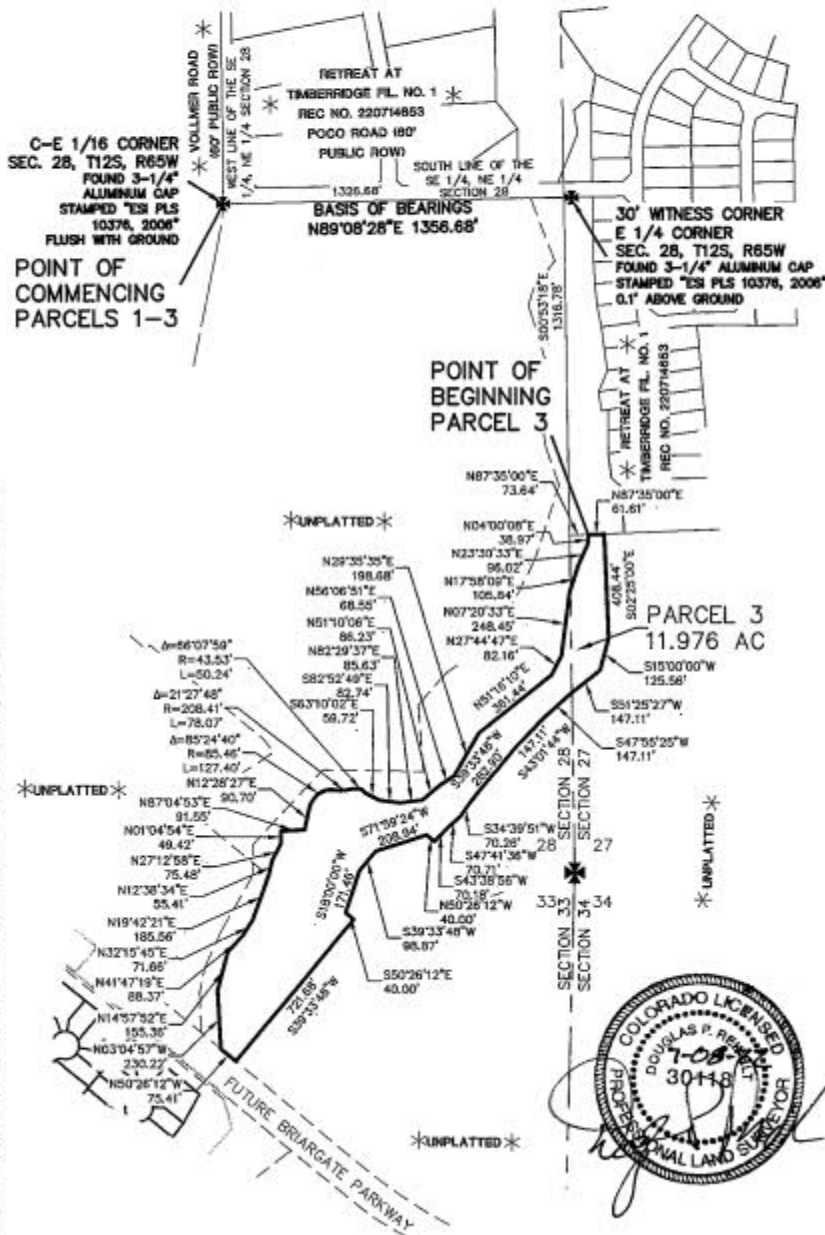 VOLLMER ROAD
(60' PUBLIC ROW)
WEST LINE OF THE SE
1/4, NE 1/4 SECTION 28
RETREAT AT
TIMBERRIDGE FIL. NO. 1
REC NO. 220714653
POCO ROAD (80'
PUBLIC ROW)
SOUTH LINE OF THE
SE 1/4, NE 1/4
SECTION 28
C-E 1/16 CORNER
SEC. 28, T12S, R65W
FOUND 3-1/4"
ALUMINUM CAP
STAMPED "ESI PLS
10376, 2006"
FLUSH WITH GROUND
1326.68'
BASIS OF BEARINGS
N89°08'28"E 1356.68'
30' WITNESS CORNER
E 1/4 CORNER
SEC. 28, T12S, R65W
FOUND 3-1/4" ALUMINUM CAP
STAMPED "ESI PLS 10376, 2006"
0.1' ABOVE GROUND
POINT OF
COMMENCING
PARCELS 1-3
S00°53'18"E
1316.78'
RETREAT AT
TIMBERRIDGE FIL. NO. 1
REC NO. 220714653
POINT OF
BEGINNING
PARCEL 3
N87°35'00"E
73.64'
N87°35'00"E
61.61'
N04°00'08"E
38.97'
N23°30'33"E
96.02'
N17°58'09"E
105.84'
N07°20'33"E
248.45'
N27°44'47"E
82.16'
408.44'
S02°25'00"E
PARCEL 3
11.976 AC
S15°00'00"W
125.56'
S51°25'27"W
147.11'
S47°55'25"W
147.11'
UNPLATTED
N29°35'35"E
198.68'
N56°06'51"E
68.55'
N51°10'06"E
86.23'
N82°29'37"E
85.63'
S82°52'49"E
82.74'
S63°10'02"E
59.72'
N51°16'10"E
361.44'
S39°33'48"W
282.90'
147.11'
S43°01'44"W
Δ=66°07'59"
R=43.53'
L=50.24'
Δ=21°27'48"
R=208.41'
L=78.07'
Δ=85°24'40"
R=85.46'
L=127.40'
N12°28'27"E
90.70'
N87°04'53"E
91.55'
N01°04'54"E
49.42'
N27°12'58"E
75.48'
N12°38'34"E
55.41'
N19°42'21"E
185.56'
N32°15'45"E
71.66'
N41°47'19"E
88.37'
N14°57'52"E
155.36'
N03°04'57"W
230.22'
N50°26'12"W
75.41'
UNPLATTED
S71°59'24"W
208.94'
S18°00'00"W
171.46'
S34°39'51"W
70.26'
S47°41'36"W
70.71'
S43°38'56"W
70.18'
N50°26'12"W
40.00'
S39°33'48"W
98.87'
S50°26'12"E
40.00'
721.68'
S39°33'48"W
SECTION 28
SECTION 27
28
27
33
34
SECTION 33
SECTION 34
UNPLATTED
FUTURE BRIARGATE PARKWAY
UNPLATTED
COLORADO LICENSED
DOUGLAS P.
30118
PROFESSIONAL LAND SURVEYOR